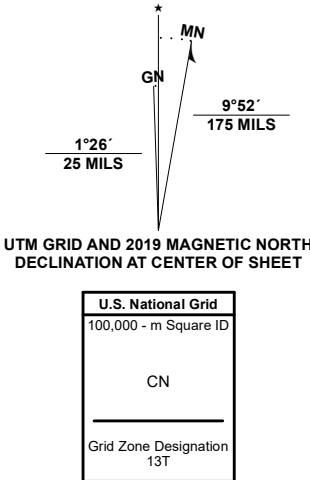 ★
MN
GN
9°52´
175 MILS
1°26´
25 MILS
UTM GRID AND 2019 MAGNETIC NORTH
DECLINATION AT CENTER OF SHEET
U.S. National Grid
100,000 - m Square ID
CN
Grid Zone Designation
13T